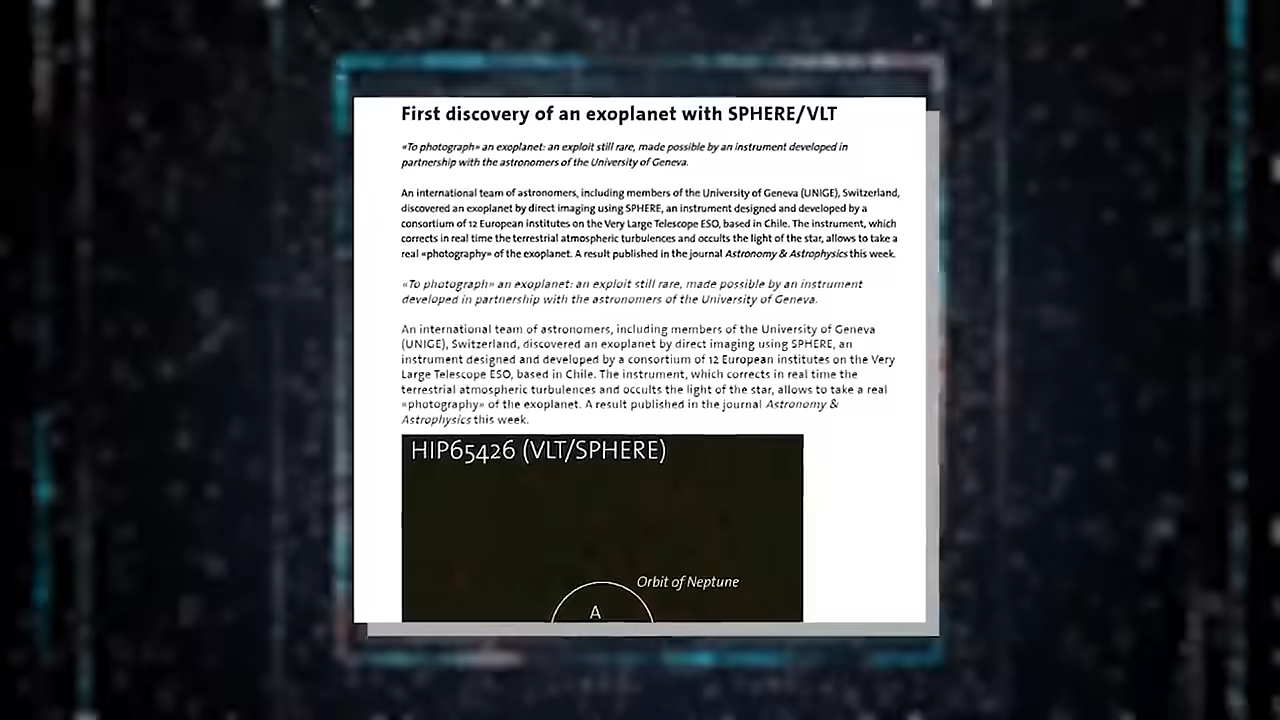 First discovery of an exoplanet with SPHERE/VLT
«To photograph» an exoplanet: an exploit still rare, made possible by an instrument developed in
partnership with the astronomers of the University of Geneva.
An international team of astronomers, including members of the University of Geneva (UNIGE), Switzerland,
discovered an exoplanet by direct imaging using SPHERE, an instrument designed and developed by a
consortium of 12 European institutes on the Very Large Telescope ESO, based in Chile. The instrument, which
corrects in real time the terrestrial atmospheric turbulences and occults the light of the star, allows to take a
real «photography» of the exoplanet. A result published in the journal Astronomy & Astrophysics this week.
«To photograph» an exoplanet: an exploit still rare, made possible by an instrument
developed in partnership with the astronomers of the University of Geneva.
An international team of astronomers, including members of the University of Geneva
(UNIGE), Switzerland, discovered an exoplanet by direct imaging using SPHERE, an
instrument designed and developed by a consortium of 12 European institutes on the Very
Large Telescope ESO, based in Chile. The instrument, which corrects in real time the
terrestrial atmospheric turbulences and occults the light of the star, allows to take a real
«photography» of the exoplanet. A result published in the journal Astronomy &
Astrophysics this week.
HIP65426 (VLT/SPHERE)
Orbit of Neptune
A